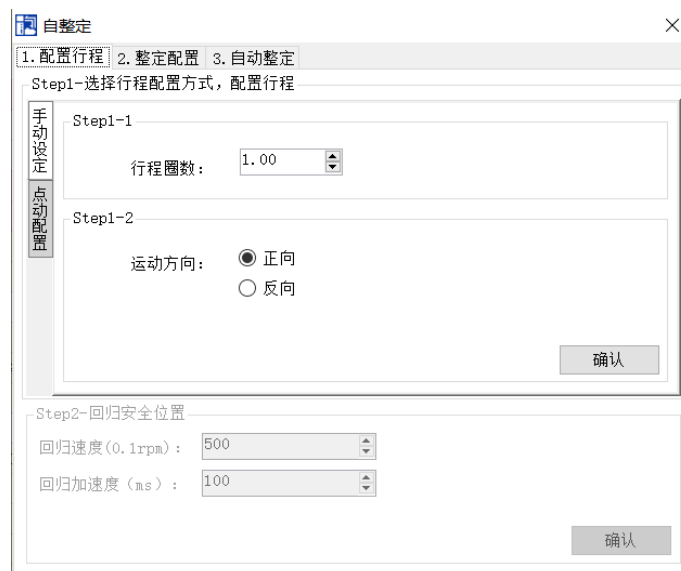 自整定
1.配置行程 2.整定配置 3.自动整定
Step1-选择行程配置方式，配置行程
手动设定
点动配置
Step1-1
行程圈数： 1.00
Step1-2
运动方向： 正向
反向
确认
Step2-回归安全位置
回归速度(0.1rpm)： 500
回归加速度（ms）： 100
确认